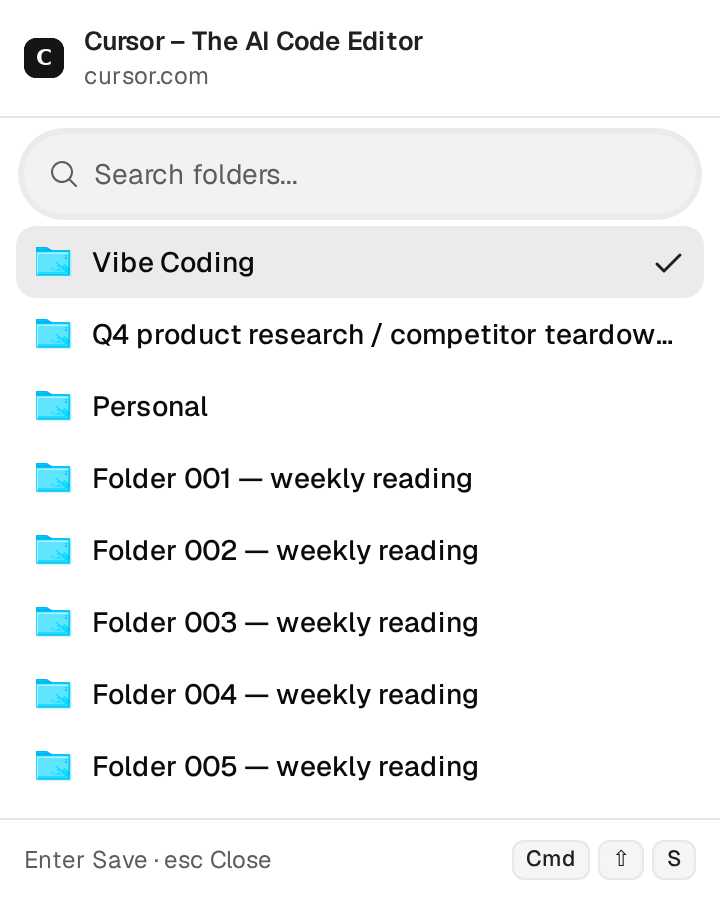 C
Cursor – The AI Code Editor
cursor.com
Search folders...
Vibe Coding
Q4 product research / competitor teardow...
Personal
Folder 001 — weekly reading
Folder 002 — weekly reading
Folder 003 — weekly reading
Folder 004 — weekly reading
Folder 005 — weekly reading
Enter Save · esc Close
Cmd ⇧ S